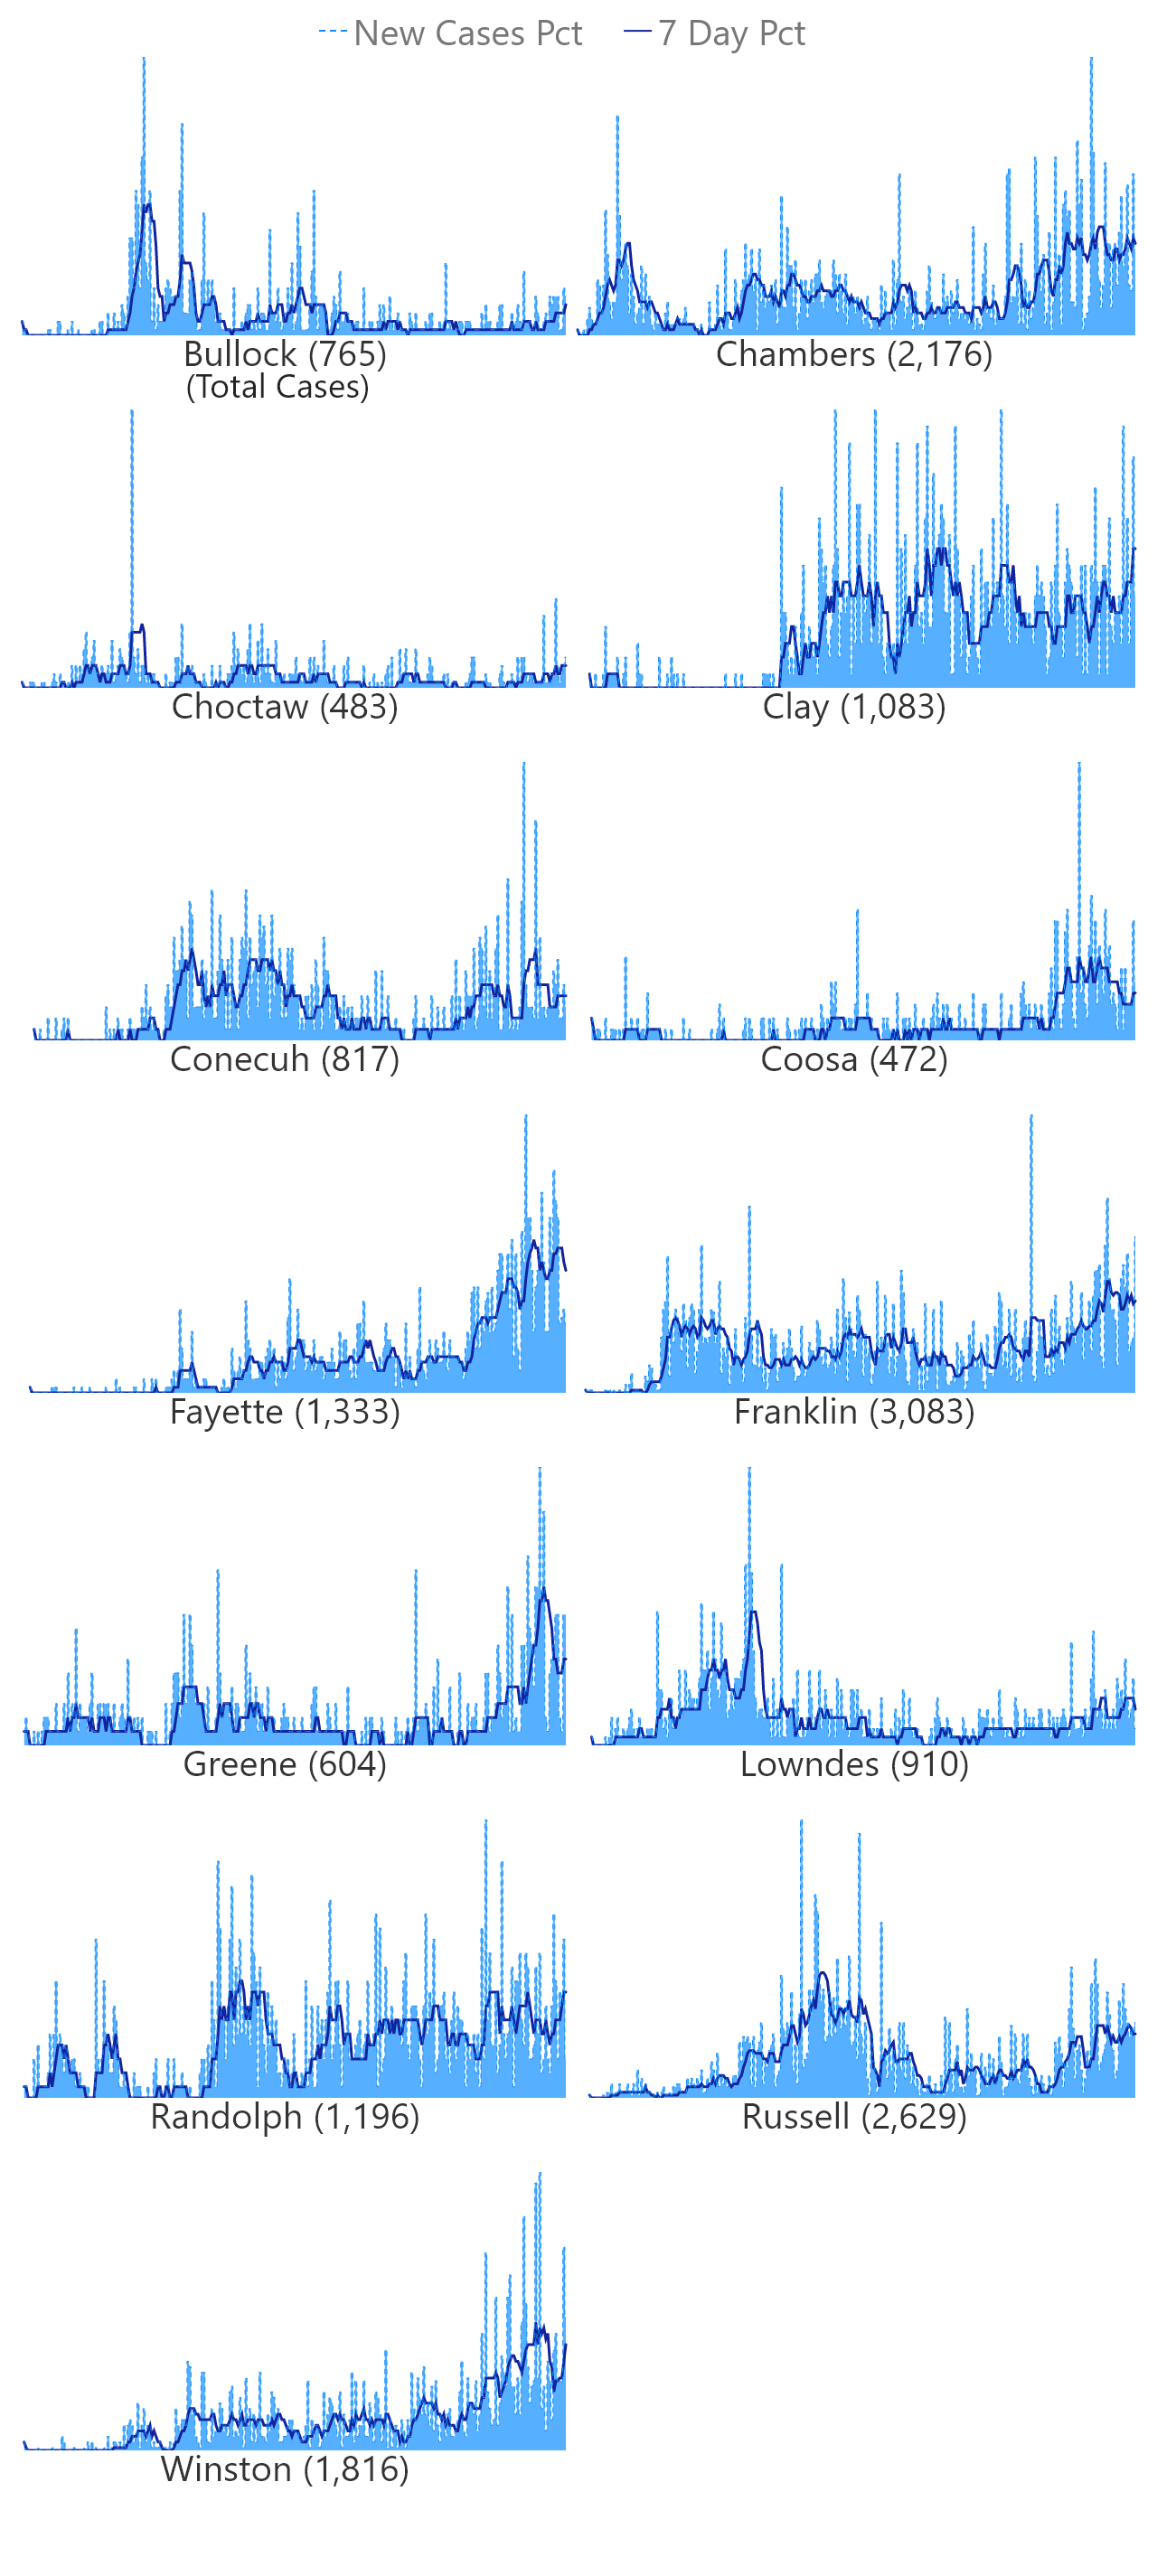 New Cases Pct 7 Day Pct
Bullock (765)
(Total Cases)
Chambers (2,176)
Choctaw (483)
Clay (1,083)
Conecuh (817)
Coosa (472)
Fayette (1,333)
Franklin (3,083)
Greene (604)
Lowndes (910)
Randolph (1,196)
Russell (2,629)
Winston (1,816)